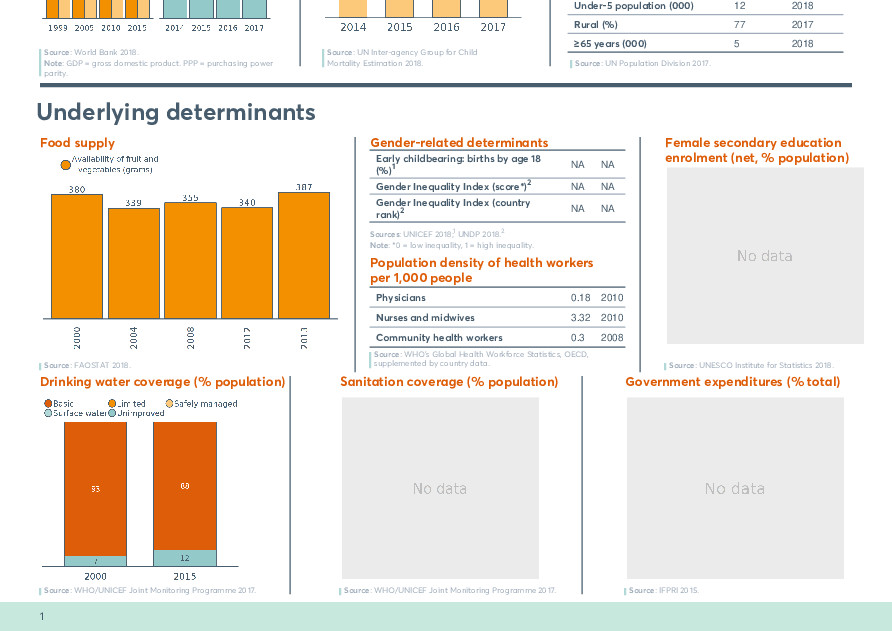 1999 2005 2010 2015
Source: World Bank 2018.
Note: GDP = gross domestic product. PPP = purchasing power
parity.
2014 2015 2016 2017
2014 2015 2016 2017
Source: UN Inter-agency Group for Child
Mortality Estimation 2018.
Under-5 population (000) 12 2018
Rural (%) 77 2017
≥65 years (000) 5 2018
Source: UN Population Division 2017.
Underlying determinants
Food supply
Availability of fruit and
vegetables (grams)
380 339 355 340 387
2000 2004 2008 2012 2013
Source: FAOSTAT 2018.
Gender-related determinants
Early childbearing: births by age 18
(%)¹ NA NA
Gender Inequality Index (score*)² NA NA
Gender Inequality Index (country
rank)² NA NA
Sources: UNICEF 2018,¹ UNDP 2018.²
Note: *0 = low inequality, 1 = high inequality.
Population density of health workers
per 1,000 people
Physicians 0.18 2010
Nurses and midwives 3.32 2010
Community health workers 0.3 2008
Source: WHO's Global Health Workforce Statistics, OECD,
supplemented by country data.
Female secondary education
enrolment (net, % population)
No data
Source: UNESCO Institute for Statistics 2018.
Drinking water coverage (% population)
Basic Limited Safely managed
Surface water Unimproved
93 88
7 12
2000 2015
Source: WHO/UNICEF Joint Monitoring Programme 2017.
Sanitation coverage (% population)
No data
Source: WHO/UNICEF Joint Monitoring Programme 2017.
Government expenditures (% total)
No data
Source: IFPRI 2015.
1